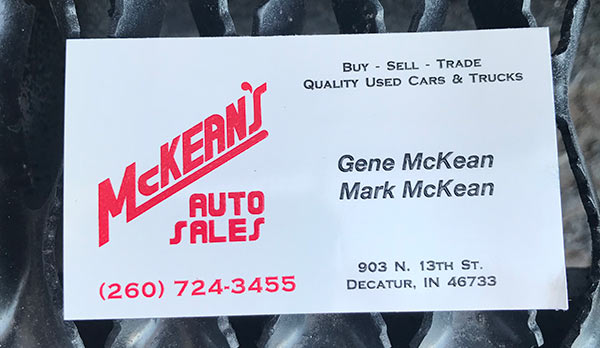 McKEAN'S
AUTO
SALES
(260) 724-3455
BUY - SELL - TRADE
QUALITY USED CARS & TRUCKS
Gene McKean
Mark McKean
903 N. 13TH ST.
DECATUR, IN 46733